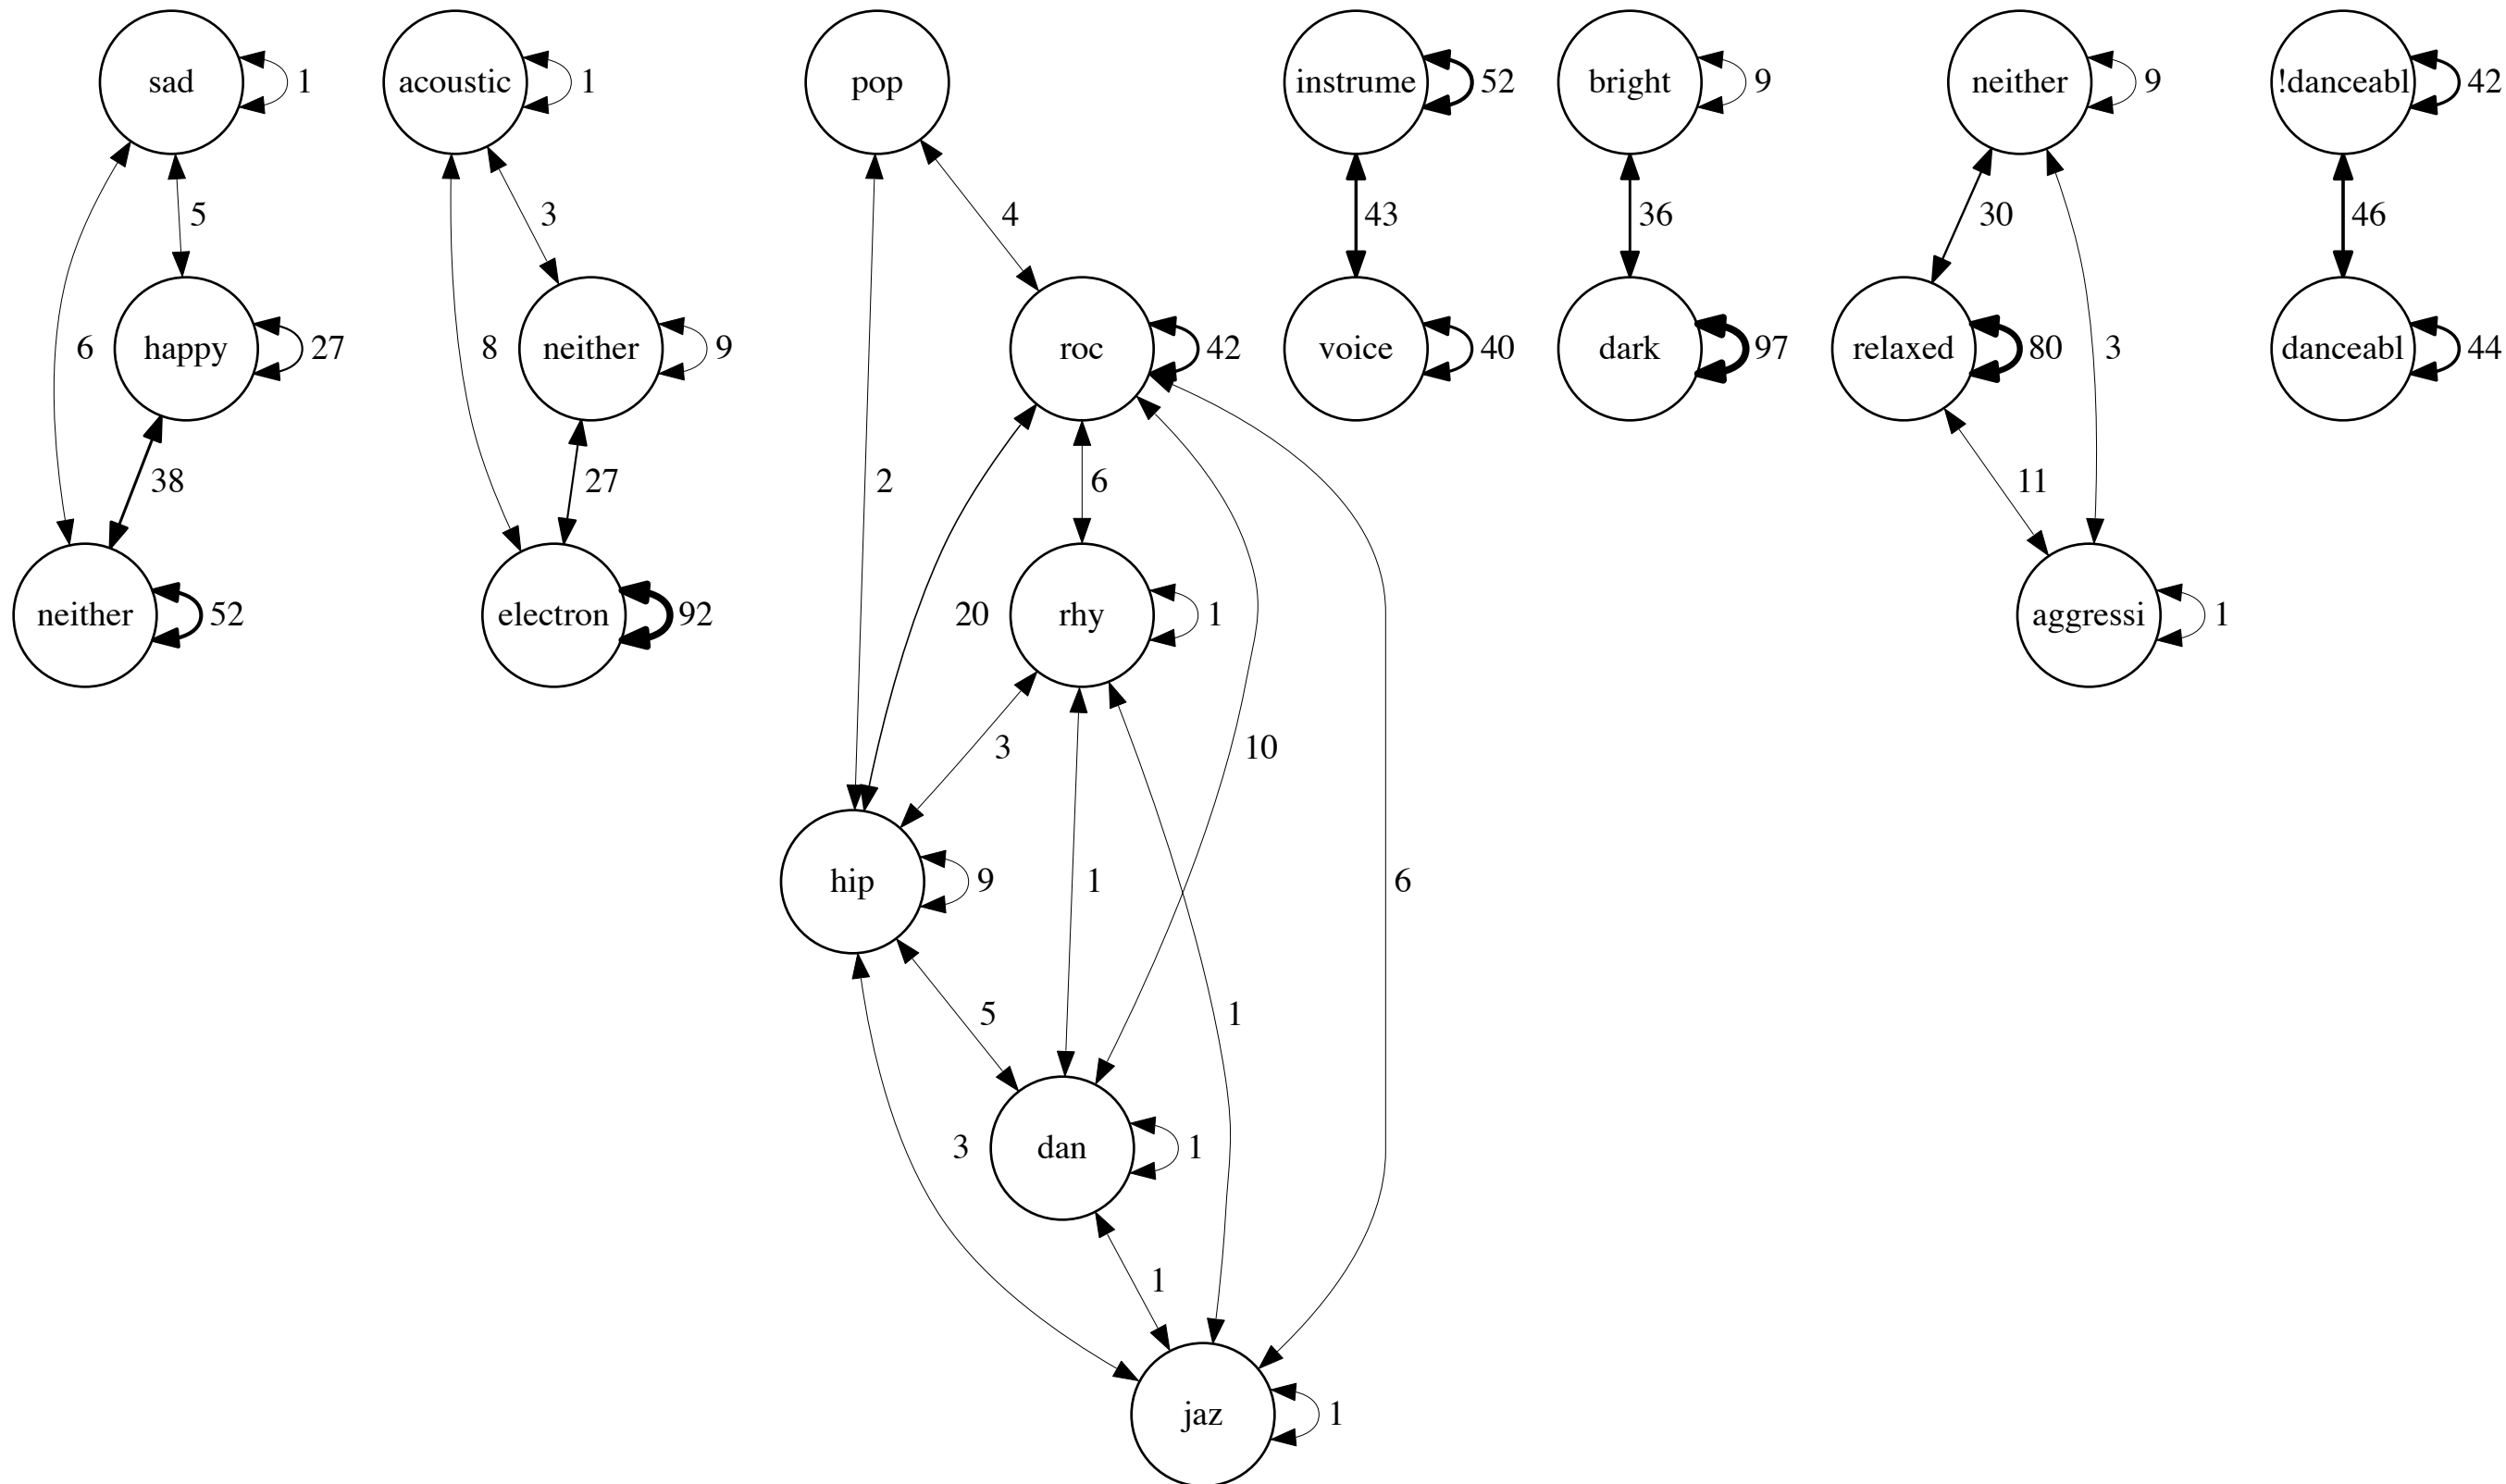 sad 1 acoustic 1 pop instrume 52 bright 9 neither 9 !danceabl 42
5 3 4 43 36 30 46
6 happy 27 8 neither 9 roc 42 voice 40 dark 97 relaxed 80 3 danceabl 44
38 27 2 6 11
neither 52 electron 92 20 rhy 1 aggressi 1
3 10
hip 9 1 6
5 1
3 dan 1
1
jaz 1